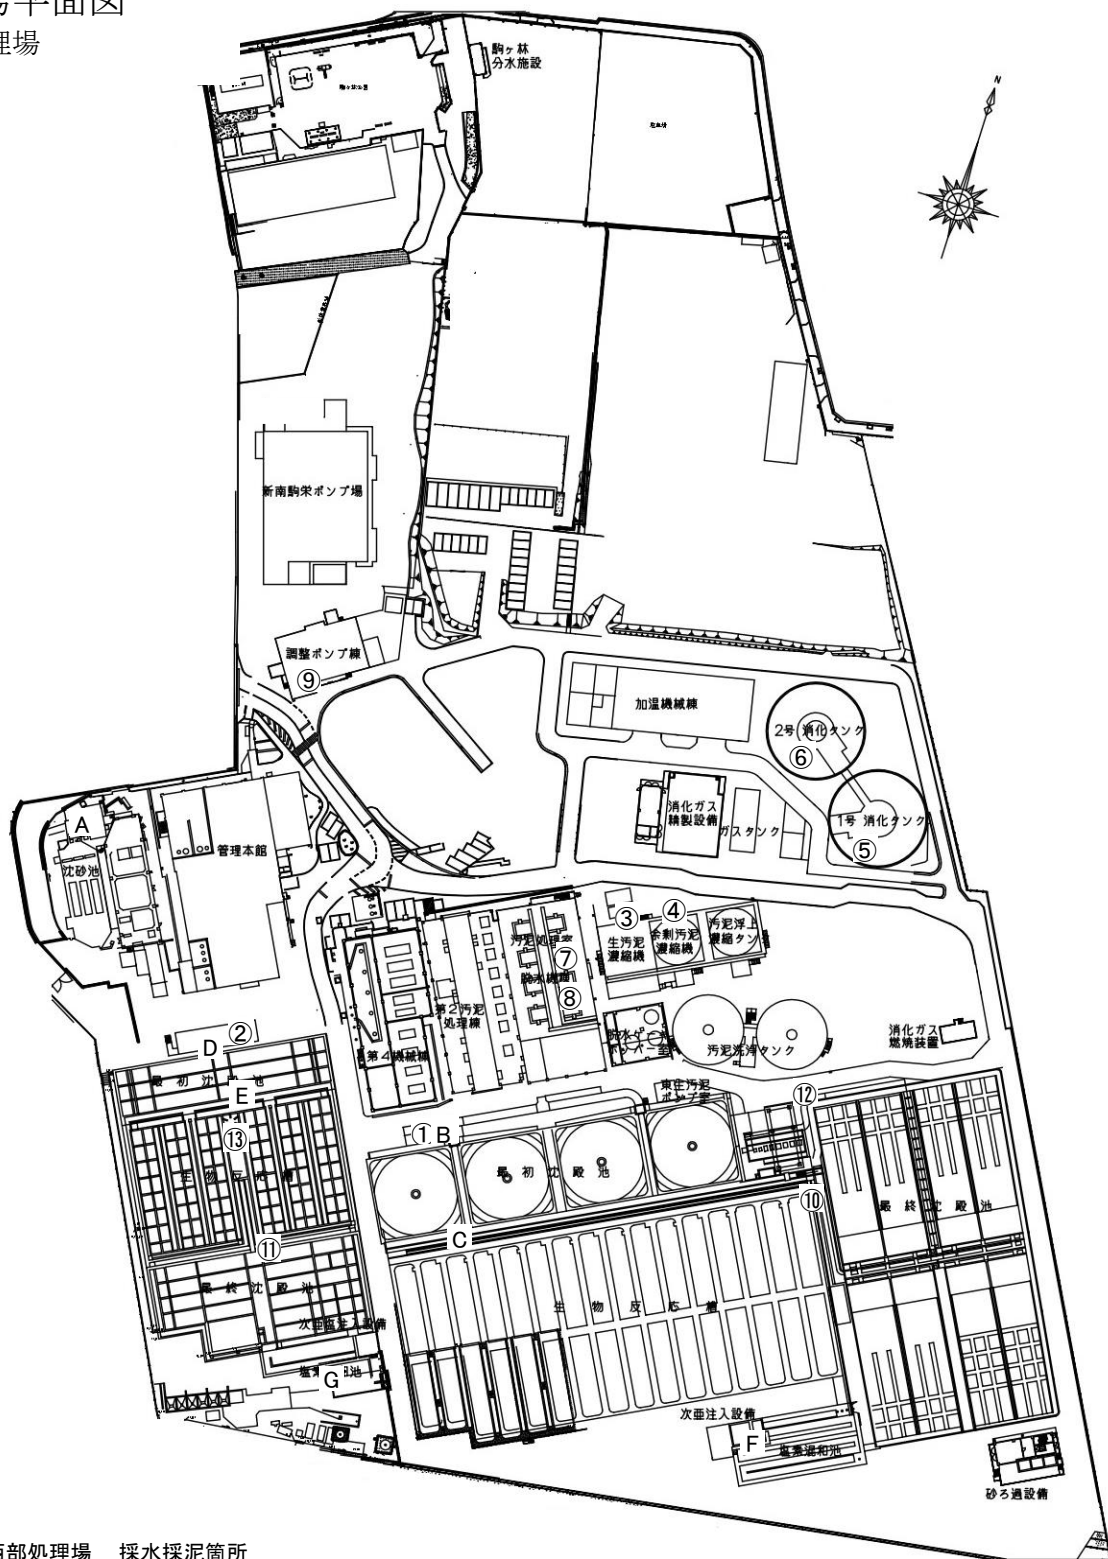 場平面図
理場
駒ヶ林
分水施設
N
新南駒栄ポンプ場
調整ポンプ棟
⑨
加温機械棟
2号 消化タンク
⑥
消化ガス
精製設備
ガスタンク
1号 消化タンク
⑤
A
沈砂池
管理本館
③
生汚泥
濃縮機
④
余剰汚泥
濃縮機
汚泥浮上
濃縮タン
汚泥処理室
⑦
脱水機棟
⑧
第2汚泥
処理棟
第4機械棟
脱水ケーキ
ホッパー室
汚泥洗浄タンク
消化ガス
燃焼装置
②
D
最初沈殿池
E
⑬
生物反応槽
⑪
最終沈殿池
次亜塩注入設備
G
①
B
東注汚泥
ポンプ室
⑫
最初沈殿池
⑩
最終沈殿池
C
生物反応槽
次亜注入設備
F
塩素混和池
砂ろ過設備
西部処理場 採水採泥箇所